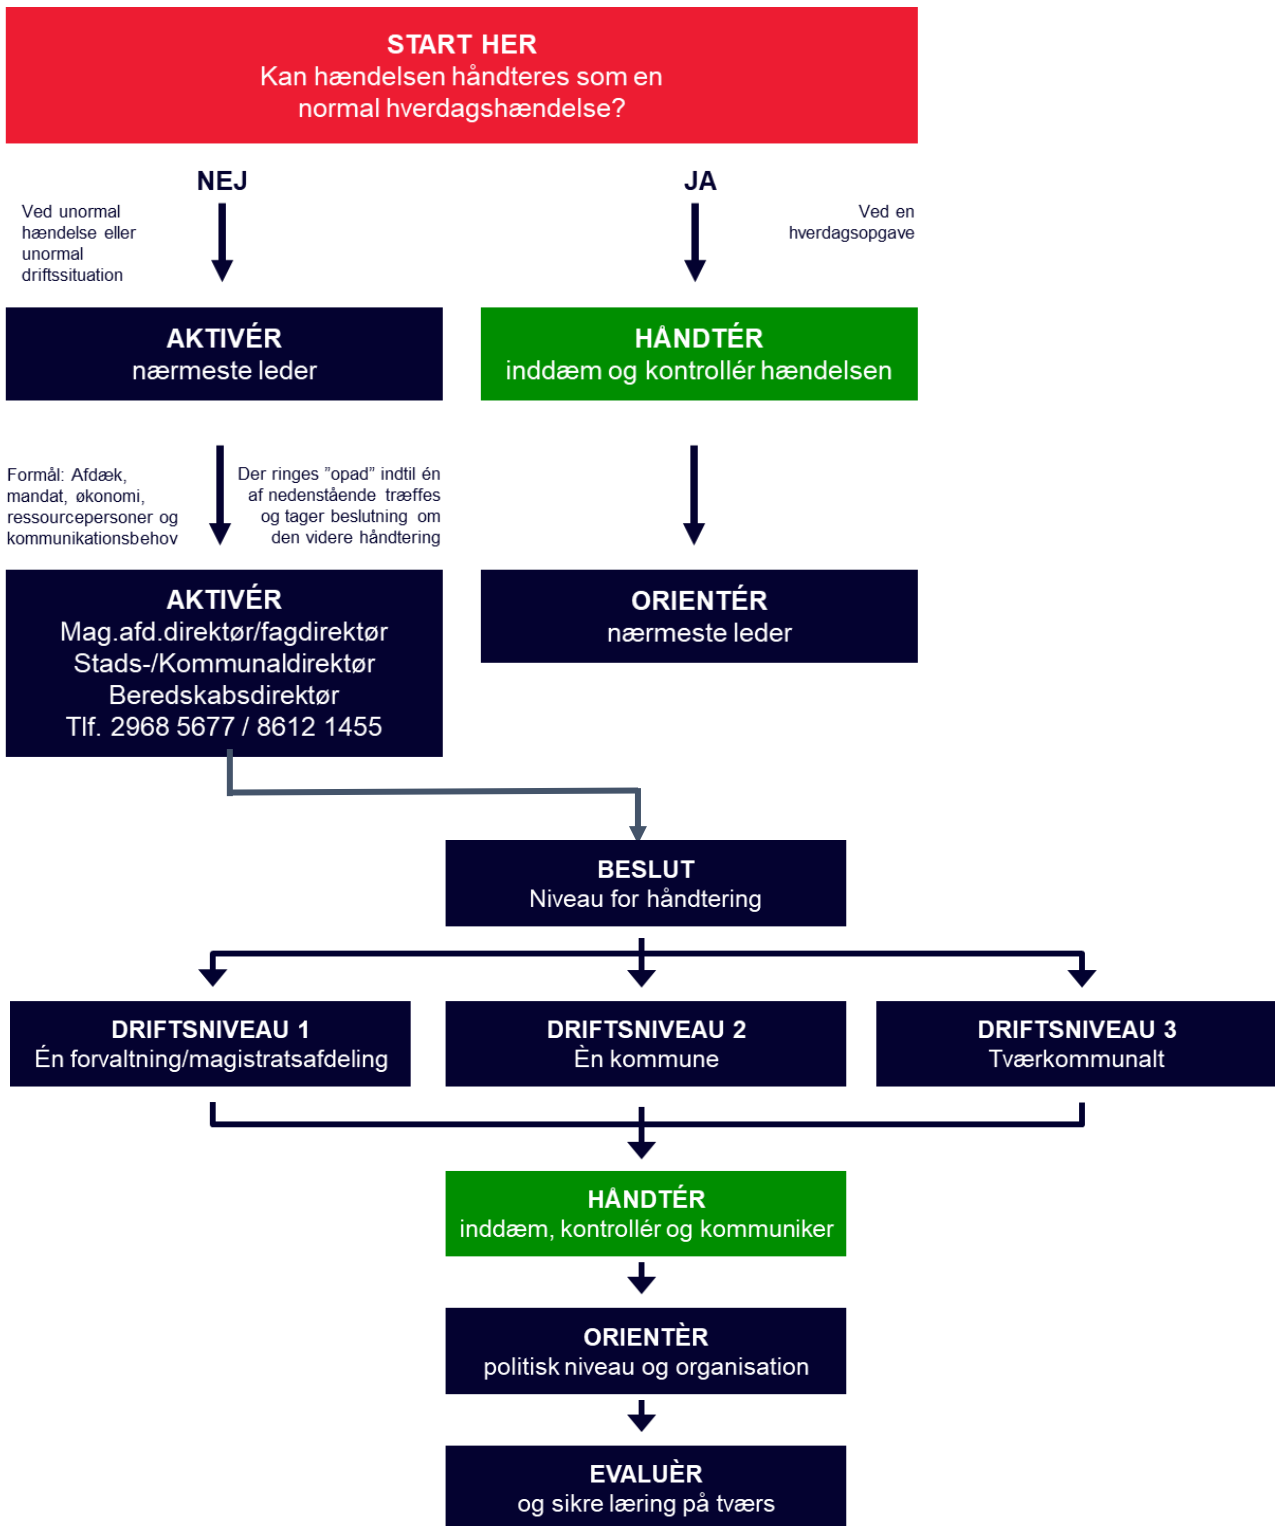 START HER
Kan hændelsen håndteres som en
normal hverdagshændelse?
NEJ
Ved unormal
hændelse eller
unormal
driftssituation
JA
Ved en
hverdagsopgave
AKTIVÉR
nærmeste leder
HÅNDTÉR
inddæm og kontrollér hændelsen
Formål: Afdæk,
mandat, økonomi,
ressourcepersoner og
kommunikationsbehov
Der ringes ”opad” indtil én
af nedenstående træffes
og tager beslutning om
den videre håndtering
AKTIVÉR
Mag.afd.direktør/fagdirektør
Stads-/Kommunaldirektør
Beredskabsdirektør
Tlf. 2968 5677 / 8612 1455
ORIENTÉR
nærmeste leder
BESLUT
Niveau for håndtering
DRIFTSNIVEAU 1
Én forvaltning/magistratsafdeling
DRIFTSNIVEAU 2
Èn kommune
DRIFTSNIVEAU 3
Tværkommunalt
HÅNDTÉR
inddæm, kontrollér og kommuniker
ORIENTÈR
politisk niveau og organisation
EVALUÈR
og sikre læring på tværs